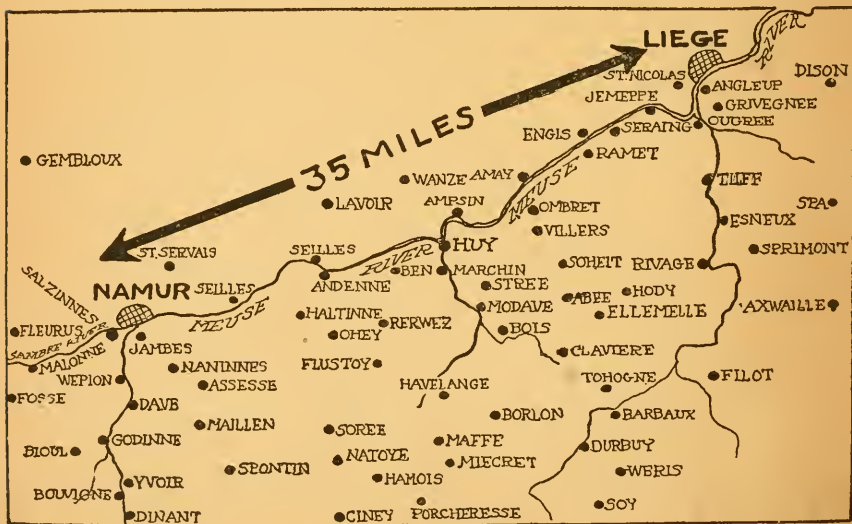 LIEGE
RIVER
ST. NICOLAS
DISON
ANGLEUP
JEMEPPE
GRIVEGNEE
OUGREE
ENGIS
SERAING
RAMET
35 MILES
GEMBLOUX
WANZE
AMAY
TILFF
LAVOIR
AMPSIN
MEUSE
OMBRET
SPA
ESNEUX
VILLERS
HUY
SPRIMONT
ST. SERVAIS
SEILLES
RIVER
BEN
MARCHIN
SOHEIT
RIVAGE
ANDENNE
STREE
SALZINNES
NAMUR
SEILLES
ABEE
HODY
MODAVE
AXWAILLE
MEUSE
HALTINNE
RERWEZ
ELLEMELLE
FLEURUS
OHEY
BOIS
SAMBRE RIVER
JAMBES
MALONNE
NANINNES
FLUSTOY
CLAVIERE
WEPION
ASSESSE
TOHOGNE
FILOT
FOSSE
HAVELANGE
DAVE
BORLON
BARBAUX
MAILLEN
SOREE
GODINNE
MAFFE
BIOUL
NATOYE
DURBUY
SPONTIN
MIECRET
WERIS
YVOIR
HAMOIS
BOUVIGNE
PORCHERESSE
SOY
DINANT
CINEY